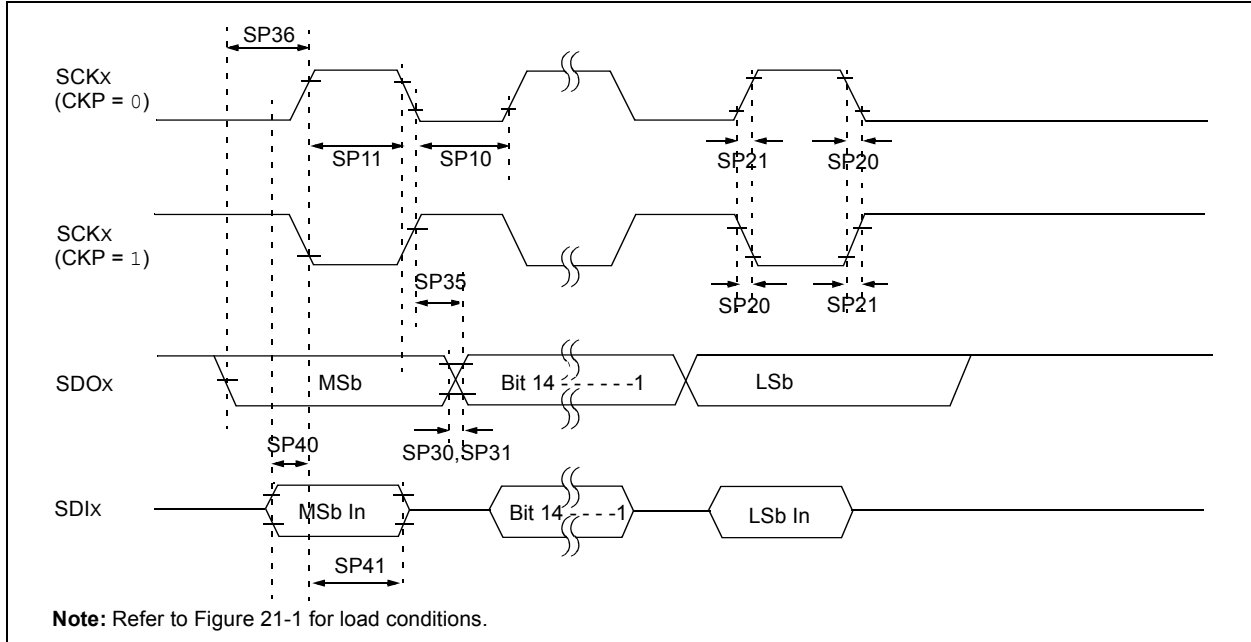 SP36
SCKx
(CKP = 0)
SP11 SP10 SP21 SP20
SCKx
(CKP = 1)
SP35 SP20 SP21
SDOx MSb Bit 14 - - - - - -1 LSb
SP40 SP30,SP31
SDIx MSb In Bit 14 - - - - -1 LSb In
SP41
Note: Refer to Figure 21-1 for load conditions.